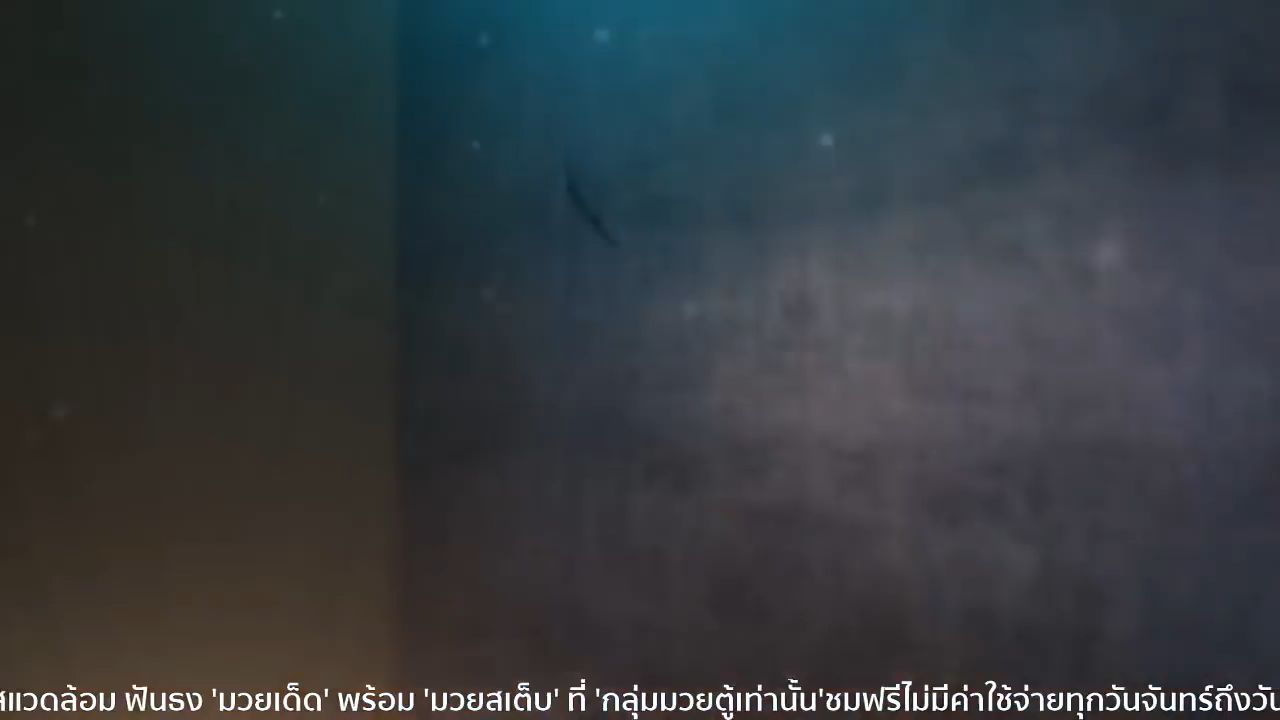 สแวดล้อม ฟันธง 'มวยเด็ด' พร้อม 'มวยสเต็บ' ที่ 'กลุ่มมวยตู้เท่านั้น'ชมฟรีไม่มีค่าใช้จ่ายทุกวันจันทร์ถึงวัน